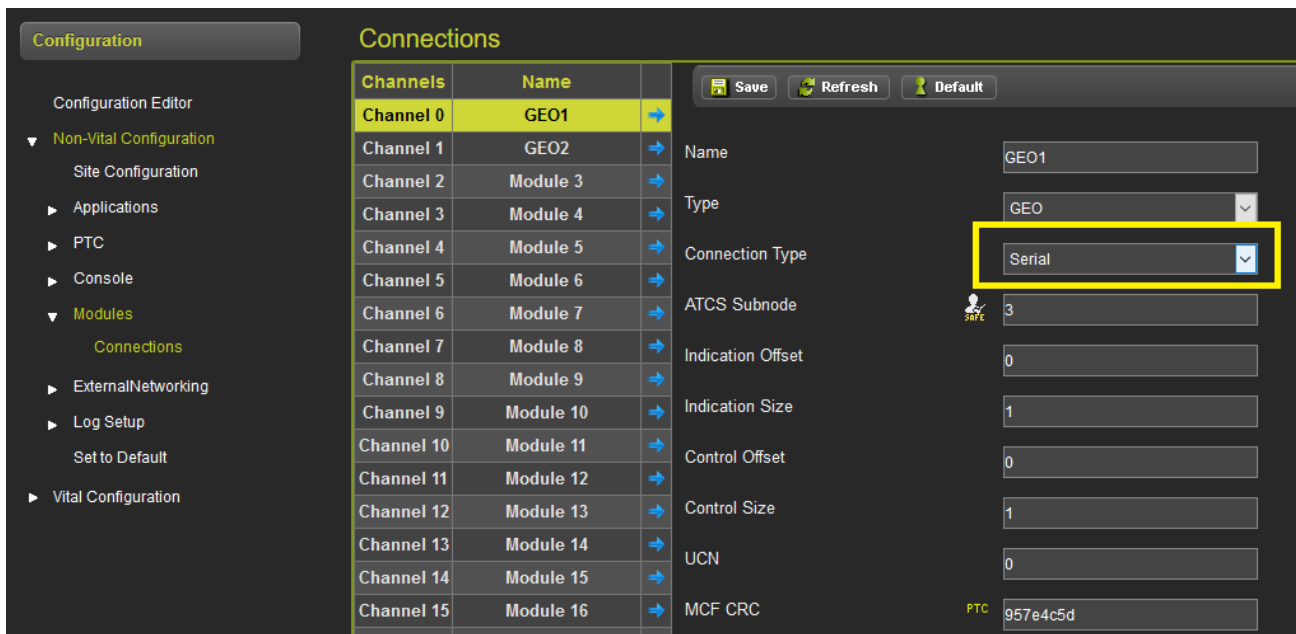 Configuration
Configuration Editor
Non-Vital Configuration
Site Configuration
Applications
PTC
Console
Modules
Connections
ExternalNetworking
Log Setup
Set to Default
Vital Configuration
Connections
Channels Name
Channel 0 GEO1
Channel 1 GEO2
Channel 2 Module 3
Channel 3 Module 4
Channel 4 Module 5
Channel 5 Module 6
Channel 6 Module 7
Channel 7 Module 8
Channel 8 Module 9
Channel 9 Module 10
Channel 10 Module 11
Channel 11 Module 12
Channel 12 Module 13
Channel 13 Module 14
Channel 14 Module 15
Channel 15 Module 16
Save Refresh Default
Name GEO1
Type GEO
Connection Type Serial
ATCS Subnode SAFE 3
Indication Offset 0
Indication Size 1
Control Offset 0
Control Size 1
UCN 0
MCF CRC PTC 957e4c5d